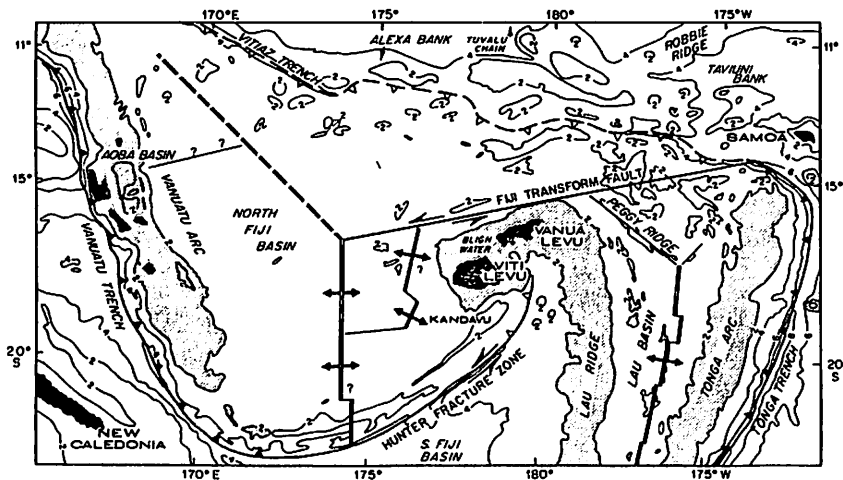 170°E
175°
180°
175°W
11°
11°
ALEXA BANK
TUVALU
CHAIN
ROBBIE
RIDGE
TAVIUNI
BANK
VITIAZ TRENCH
SAMOA
AOBA BASIN
15°
15°
FIJI TRANSFORM FAULT
PEGGY RIDGE
VANUATU ARC
NORTH
FIJI
BASIN
BLIGH
WATER
VANUA
LEVU
VITI
LEVU
VANUATU TRENCH
KANDAVU
20°
S
20°
S
HUNTER FRACTURE ZONE
LAU RIDGE
LAU BASIN
TONGA ARC
TONGA TRENCH
NEW
CALEDONIA
S. FIJI
BASIN
170°E
175°
180°
175°W